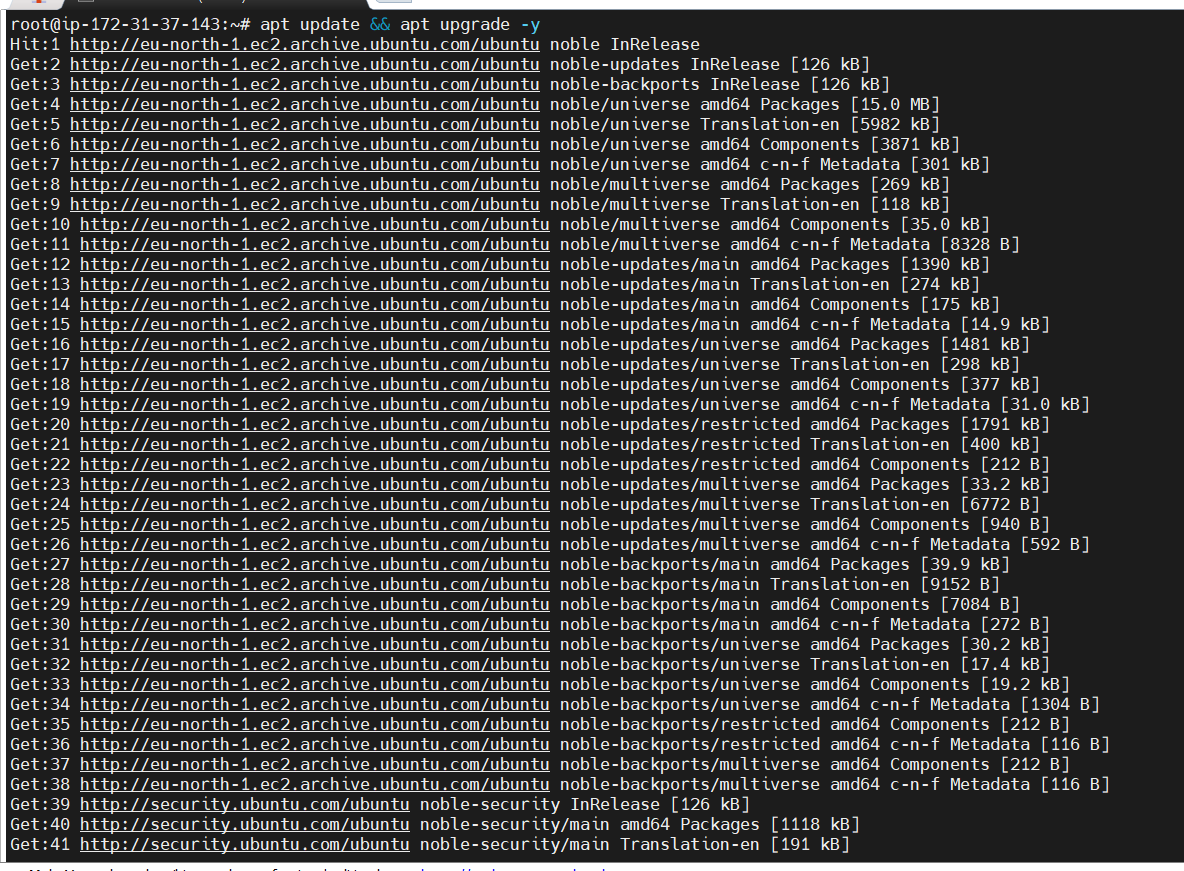 root@ip-172-31-37-143:~# apt update && apt upgrade -y
Hit:1 http://eu-north-1.ec2.archive.ubuntu.com/ubuntu noble InRelease
Get:2 http://eu-north-1.ec2.archive.ubuntu.com/ubuntu noble-updates InRelease [126 kB]
Get:3 http://eu-north-1.ec2.archive.ubuntu.com/ubuntu noble-backports InRelease [126 kB]
Get:4 http://eu-north-1.ec2.archive.ubuntu.com/ubuntu noble/universe amd64 Packages [15.0 MB]
Get:5 http://eu-north-1.ec2.archive.ubuntu.com/ubuntu noble/universe Translation-en [5982 kB]
Get:6 http://eu-north-1.ec2.archive.ubuntu.com/ubuntu noble/universe amd64 Components [3871 kB]
Get:7 http://eu-north-1.ec2.archive.ubuntu.com/ubuntu noble/universe amd64 c-n-f Metadata [301 kB]
Get:8 http://eu-north-1.ec2.archive.ubuntu.com/ubuntu noble/multiverse amd64 Packages [269 kB]
Get:9 http://eu-north-1.ec2.archive.ubuntu.com/ubuntu noble/multiverse Translation-en [118 kB]
Get:10 http://eu-north-1.ec2.archive.ubuntu.com/ubuntu noble/multiverse amd64 Components [35.0 kB]
Get:11 http://eu-north-1.ec2.archive.ubuntu.com/ubuntu noble/multiverse amd64 c-n-f Metadata [8328 B]
Get:12 http://eu-north-1.ec2.archive.ubuntu.com/ubuntu noble-updates/main amd64 Packages [1390 kB]
Get:13 http://eu-north-1.ec2.archive.ubuntu.com/ubuntu noble-updates/main Translation-en [274 kB]
Get:14 http://eu-north-1.ec2.archive.ubuntu.com/ubuntu noble-updates/main amd64 Components [175 kB]
Get:15 http://eu-north-1.ec2.archive.ubuntu.com/ubuntu noble-updates/main amd64 c-n-f Metadata [14.9 kB]
Get:16 http://eu-north-1.ec2.archive.ubuntu.com/ubuntu noble-updates/universe amd64 Packages [1481 kB]
Get:17 http://eu-north-1.ec2.archive.ubuntu.com/ubuntu noble-updates/universe Translation-en [298 kB]
Get:18 http://eu-north-1.ec2.archive.ubuntu.com/ubuntu noble-updates/universe amd64 Components [377 kB]
Get:19 http://eu-north-1.ec2.archive.ubuntu.com/ubuntu noble-updates/universe amd64 c-n-f Metadata [31.0 kB]
Get:20 http://eu-north-1.ec2.archive.ubuntu.com/ubuntu noble-updates/restricted amd64 Packages [1791 kB]
Get:21 http://eu-north-1.ec2.archive.ubuntu.com/ubuntu noble-updates/restricted Translation-en [400 kB]
Get:22 http://eu-north-1.ec2.archive.ubuntu.com/ubuntu noble-updates/restricted amd64 Components [212 B]
Get:23 http://eu-north-1.ec2.archive.ubuntu.com/ubuntu noble-updates/multiverse amd64 Packages [33.2 kB]
Get:24 http://eu-north-1.ec2.archive.ubuntu.com/ubuntu noble-updates/multiverse Translation-en [6772 B]
Get:25 http://eu-north-1.ec2.archive.ubuntu.com/ubuntu noble-updates/multiverse amd64 Components [940 B]
Get:26 http://eu-north-1.ec2.archive.ubuntu.com/ubuntu noble-updates/multiverse amd64 c-n-f Metadata [592 B]
Get:27 http://eu-north-1.ec2.archive.ubuntu.com/ubuntu noble-backports/main amd64 Packages [39.9 kB]
Get:28 http://eu-north-1.ec2.archive.ubuntu.com/ubuntu noble-backports/main Translation-en [9152 B]
Get:29 http://eu-north-1.ec2.archive.ubuntu.com/ubuntu noble-backports/main amd64 Components [7084 B]
Get:30 http://eu-north-1.ec2.archive.ubuntu.com/ubuntu noble-backports/main amd64 c-n-f Metadata [272 B]
Get:31 http://eu-north-1.ec2.archive.ubuntu.com/ubuntu noble-backports/universe amd64 Packages [30.2 kB]
Get:32 http://eu-north-1.ec2.archive.ubuntu.com/ubuntu noble-backports/universe Translation-en [17.4 kB]
Get:33 http://eu-north-1.ec2.archive.ubuntu.com/ubuntu noble-backports/universe amd64 Components [19.2 kB]
Get:34 http://eu-north-1.ec2.archive.ubuntu.com/ubuntu noble-backports/universe amd64 c-n-f Metadata [1304 B]
Get:35 http://eu-north-1.ec2.archive.ubuntu.com/ubuntu noble-backports/restricted amd64 Components [212 B]
Get:36 http://eu-north-1.ec2.archive.ubuntu.com/ubuntu noble-backports/restricted amd64 c-n-f Metadata [116 B]
Get:37 http://eu-north-1.ec2.archive.ubuntu.com/ubuntu noble-backports/multiverse amd64 Components [212 B]
Get:38 http://eu-north-1.ec2.archive.ubuntu.com/ubuntu noble-backports/multiverse amd64 c-n-f Metadata [116 B]
Get:39 http://security.ubuntu.com/ubuntu noble-security InRelease [126 kB]
Get:40 http://security.ubuntu.com/ubuntu noble-security/main amd64 Packages [1118 kB]
Get:41 http://security.ubuntu.com/ubuntu noble-security/main Translation-en [191 kB]